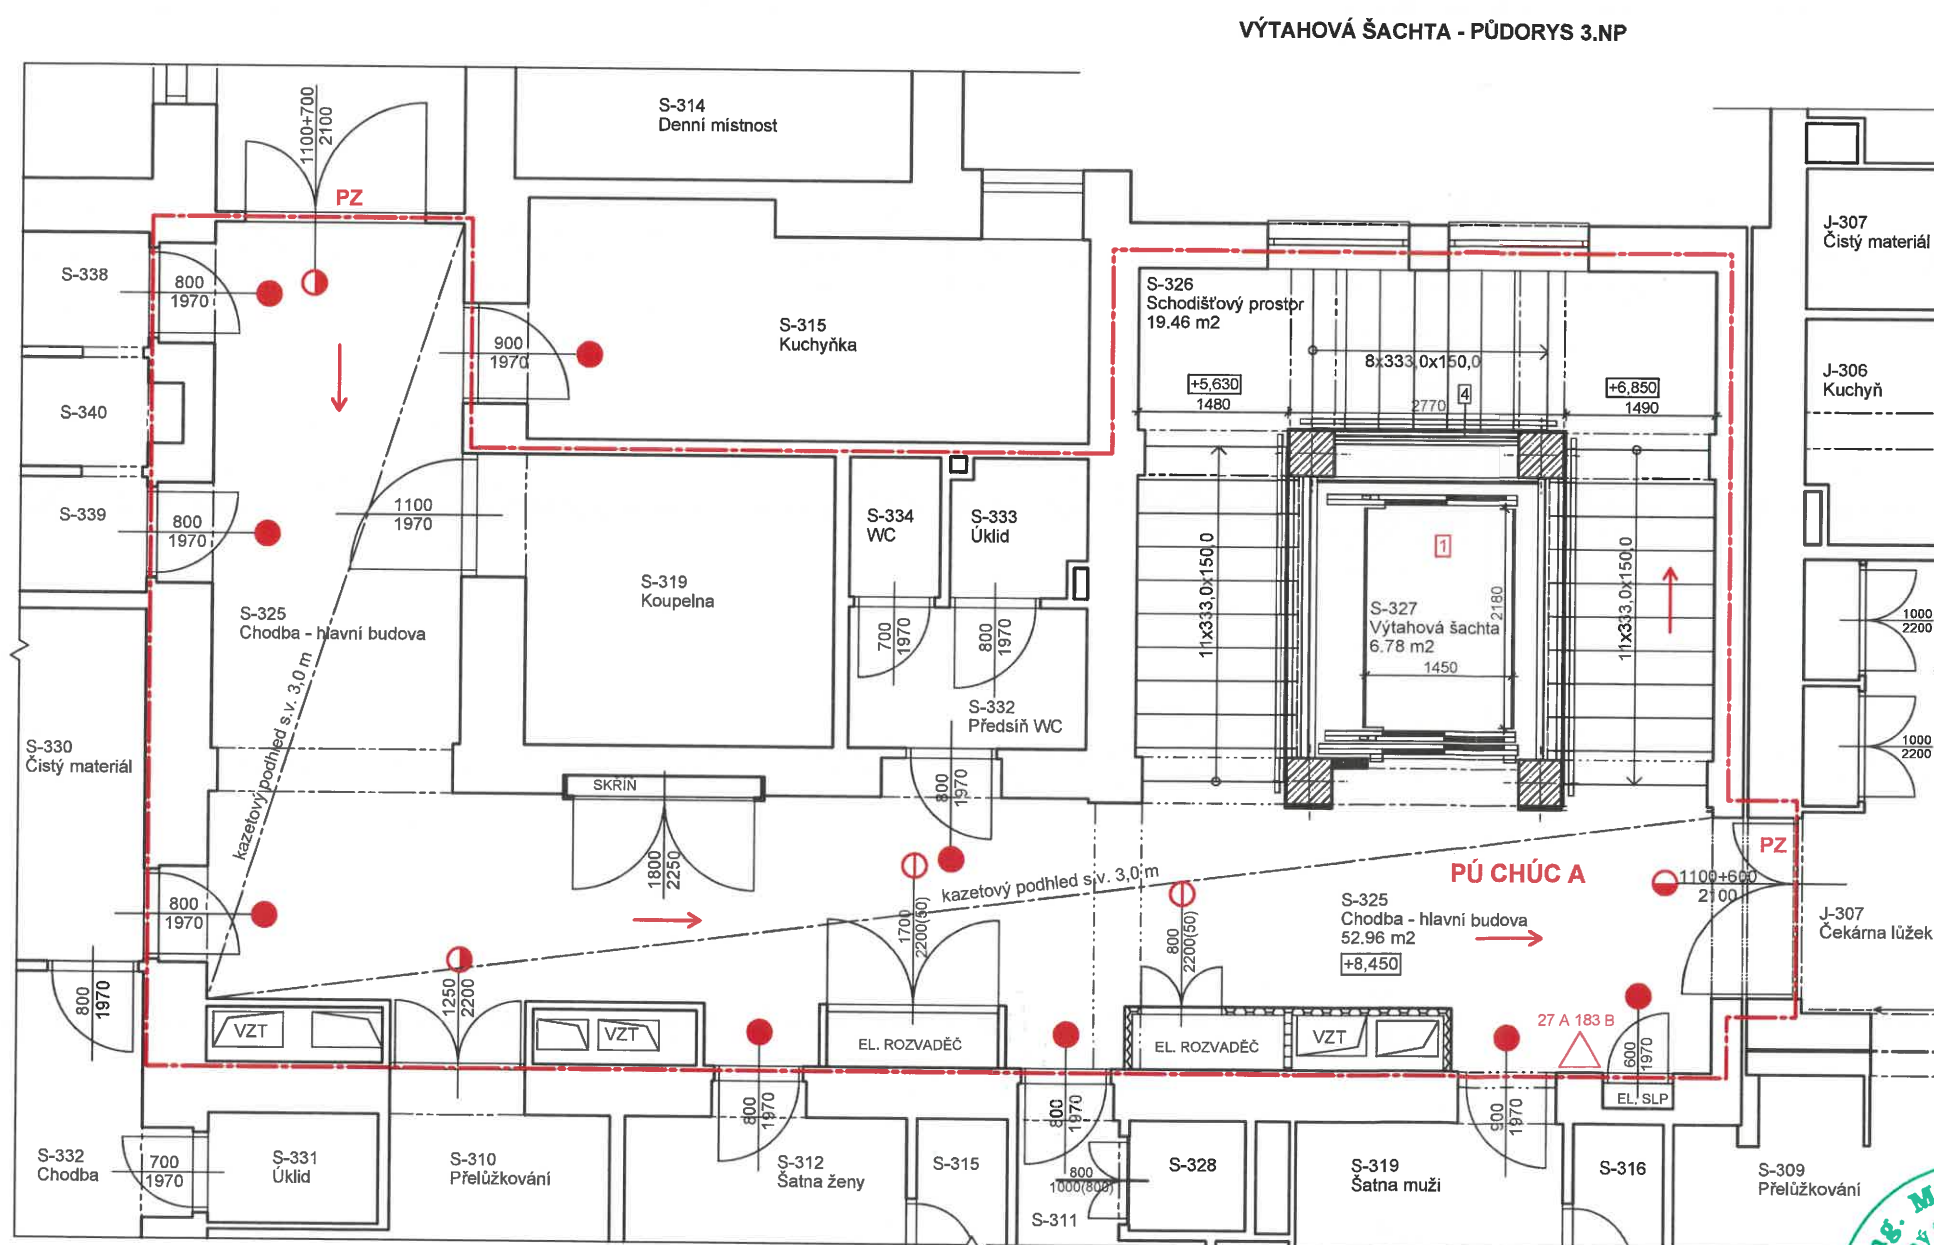 VÝTAHOVÁ ŠACHTA - PŮDORYS 3.NP
S-314
Denní místnost
1100+700
2100
PZ
S-338
800
1970
S-340
S-339
800
1970
900
1970
S-315
Kuchyňka
1100
1970
S-325
Chodba - hlavní budova
kazetový podhled s.v. 3,0 m
S-319
Koupelna
S-334
WC
S-333
Úklid
700
1970
800
1970
S-332
Předsíň WC
800
1970
S-326
Schodišťový prostor
19.46 m2
8x333,0x150,0
+5,630
1480
2770
4
+6,850
1490
11x333,0x150,0
11x333,0x150,0
1
2180
S-327
Výtahová šachta
6.78 m2
1450
J-307
Čistý materiál
J-306
Kuchyň
1000
2200
1000
2200
S-330
Čistý materiál
800
1970
SKŘÍŇ
1800
2250
kazetový podhled s.v. 3,0 m
1700
2200(50)
800
2200(50)
PÚ CHÚC A
S-325
Chodba - hlavní budova
52.96 m2
+8,450
PZ
1100+600
2100
J-307
Čekárna lůžek
800
1970
1250
2200
VZT
VZT
EL. ROZVADĚČ
EL. ROZVADĚČ
VZT
27 A 183 B
600
1970
EL. SLP
800
1970
800
1970
900
1970
S-332
Chodba
700
1970
S-331
Úklid
S-310
Přelůžkování
S-312
Šatna ženy
S-315
S-311
800
1000(800)
S-328
S-319
Šatna muži
S-316
S-309
Přelůžkování